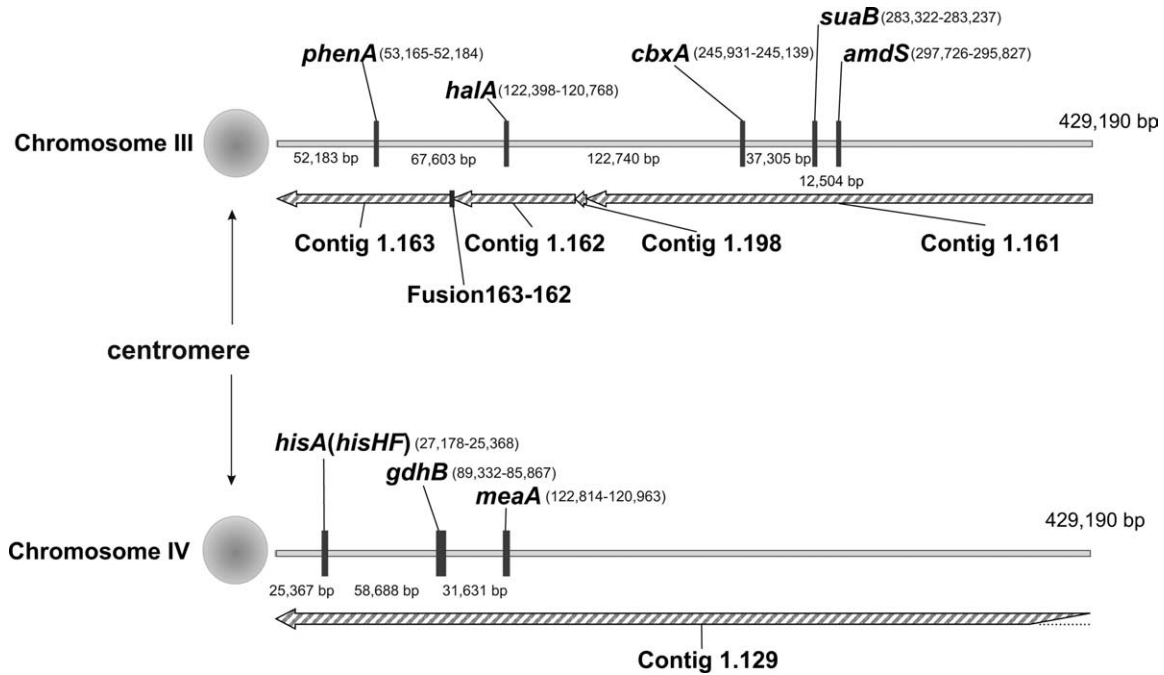 suaB (283,322-283,237)
phenA (53,165-52,184)
cbxA (245,931-245,139)
amdS (297,726-295,827)
halA (122,398-120,768)
429,190 bp
Chromosome III
52,183 bp
67,603 bp
122,740 bp
37,305 bp
12,504 bp
Contig 1.163
Contig 1.162
Contig 1.198
Contig 1.161
Fusion163-162
centromere
hisA(hisHF) (27,178-25,368)
gdhB (89,332-85,867)
meaA (122,814-120,963)
429,190 bp
Chromosome IV
25,367 bp
58,688 bp
31,631 bp
Contig 1.129